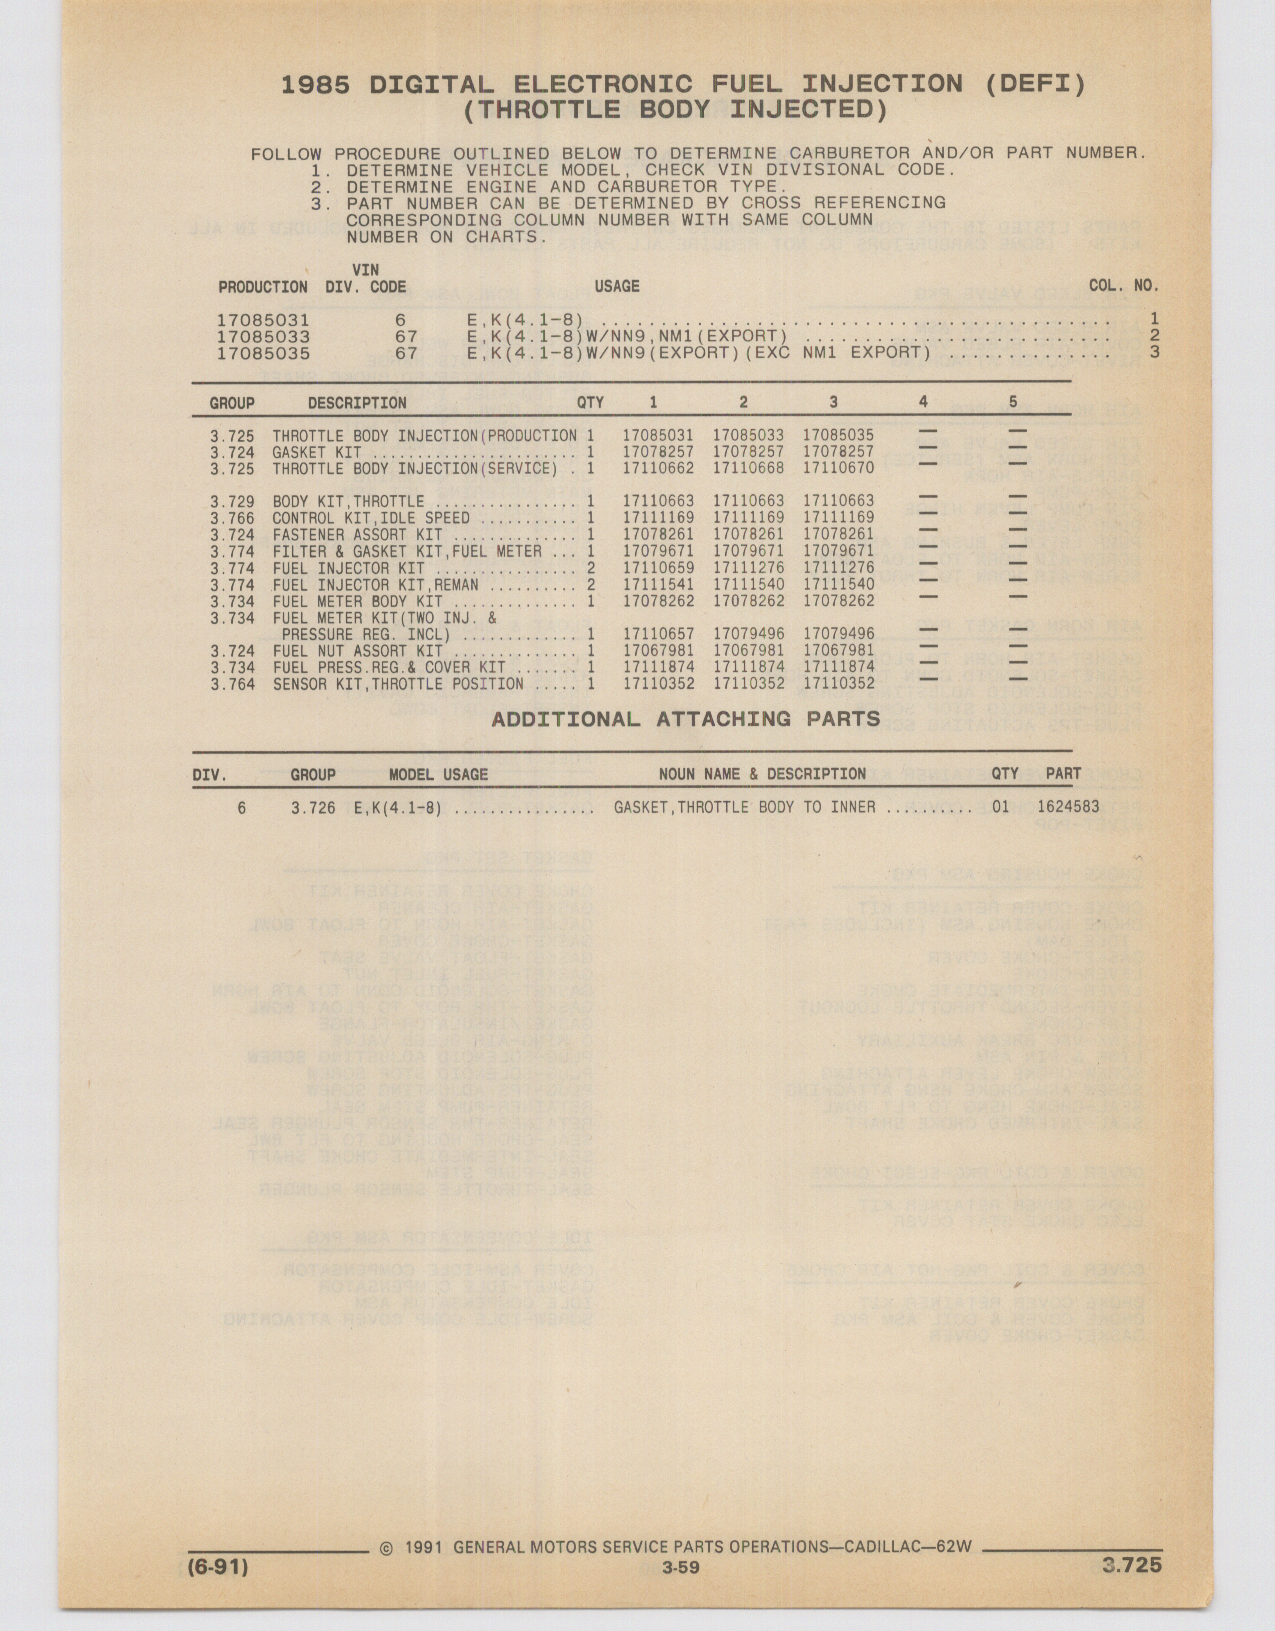 1985 DIGITAL ELECTRONIC FUEL INJECTION (DEFI)
(THROTTLE BODY INJECTED)
FOLLOW PROCEDURE OUTLINED BELOW TO DETERMINE CARBURETOR AND/OR PART NUMBER.
1. DETERMINE VEHICLE MODEL, CHECK VIN DIVISIONAL CODE.
2. DETERMINE ENGINE AND CARBURETOR TYPE.
3. PART NUMBER CAN BE DETERMINED BY CROSS REFERENCING
CORRESPONDING COLUMN NUMBER WITH SAME COLUMN
NUMBER ON CHARTS.
VIN
PRODUCTION DIV. CODE USAGE COL. NO.
17085031 6 E,K(4.1-8) ........................................... 1
17085033 67 E,K(4.1-8)W/NN9,NM1(EXPORT) .......................... 2
17085035 67 E,K(4.1-8)W/NN9(EXPORT)(EXC NM1 EXPORT) .............. 3
GROUP DESCRIPTION QTY 1 2 3 4 5
3.725 THROTTLE BODY INJECTION(PRODUCTION 1 17085031 17085033 17085035 — —
3.724 GASKET KIT ....................... 1 17078257 17078257 17078257 — —
3.725 THROTTLE BODY INJECTION(SERVICE) . 1 17110662 17110668 17110670 — —
3.729 BODY KIT,THROTTLE ................ 1 17110663 17110663 17110663 — —
3.766 CONTROL KIT,IDLE SPEED ........... 1 17111169 17111169 17111169 — —
3.724 FASTENER ASSORT KIT .............. 1 17078261 17078261 17078261 — —
3.774 FILTER & GASKET KIT,FUEL METER ... 1 17079671 17079671 17079671 — —
3.774 FUEL INJECTOR KIT ................ 2 17110659 17111276 17111276 — —
3.774 FUEL INJECTOR KIT,REMAN .......... 2 17111541 17111540 17111540 — —
3.734 FUEL METER BODY KIT .............. 1 17078262 17078262 17078262 — —
3.734 FUEL METER KIT(TWO INJ. &
PRESSURE REG. INCL) ............. 1 17110657 17079496 17079496 — —
3.724 FUEL NUT ASSORT KIT .............. 1 17067981 17067981 17067981 — —
3.734 FUEL PRESS.REG.& COVER KIT ....... 1 17111874 17111874 17111874 — —
3.764 SENSOR KIT,THROTTLE POSITION ..... 1 17110352 17110352 17110352 — —
ADDITIONAL ATTACHING PARTS
DIV. GROUP MODEL USAGE NOUN NAME & DESCRIPTION QTY PART
6 3.726 E,K(4.1-8) ................ GASKET,THROTTLE BODY TO INNER .......... 01 1624583
© 1991 GENERAL MOTORS SERVICE PARTS OPERATIONS—CADILLAC—62W
(6-91) 3-59 3.725